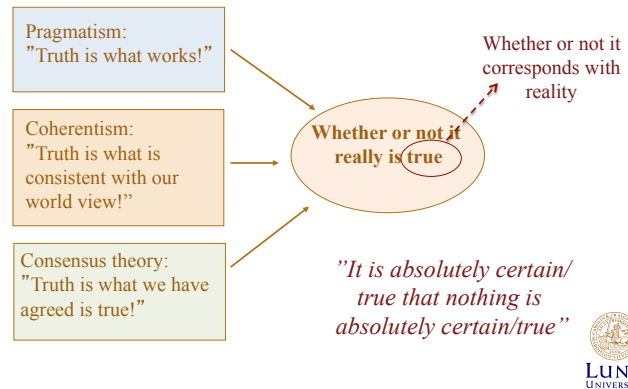 Pragmatism:
”Truth is what works!”
Whether or not it
corresponds with
reality
Coherentism:
”Truth is what is
consistent with our
world view!”
Whether or not it
really is true
Consensus theory:
”Truth is what we have
agreed is true!”
”It is absolutely certain/
true that nothing is
absolutely certain/true”
LUN
UNIVERS